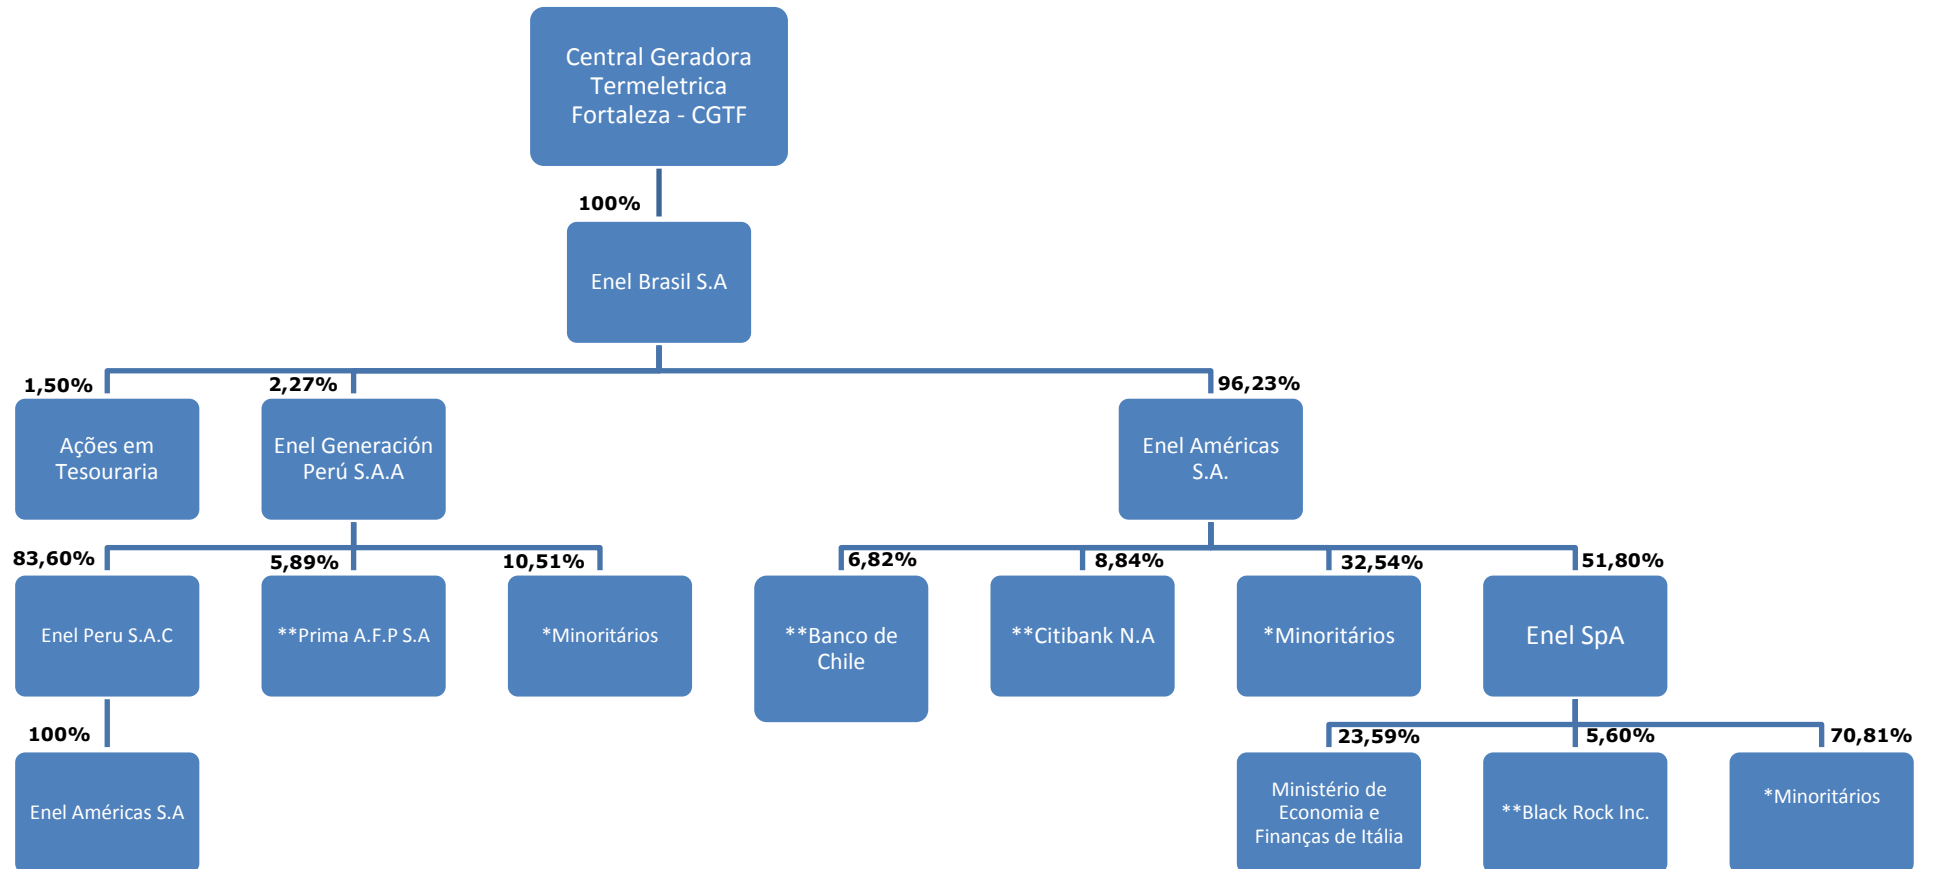 Central Geradora
Termeletrica
Fortaleza - CGTF
100%
Enel Brasil S.A
1,50%
2,27%
96,23%
Ações em
Tesouraria
Enel Generación
Perú S.A.A
Enel Américas
S.A.
83,60%
5,89%
10,51%
6,82%
8,84%
32,54%
51,80%
Enel Peru S.A.C
**Prima A.F.P S.A
*Minoritários
**Banco de
Chile
**Citibank N.A
*Minoritários
Enel SpA
100%
23,59%
5,60%
70,81%
Enel Américas S.A
Ministério de
Economia e
Finanças de Itália
**Black Rock Inc.
*Minoritários